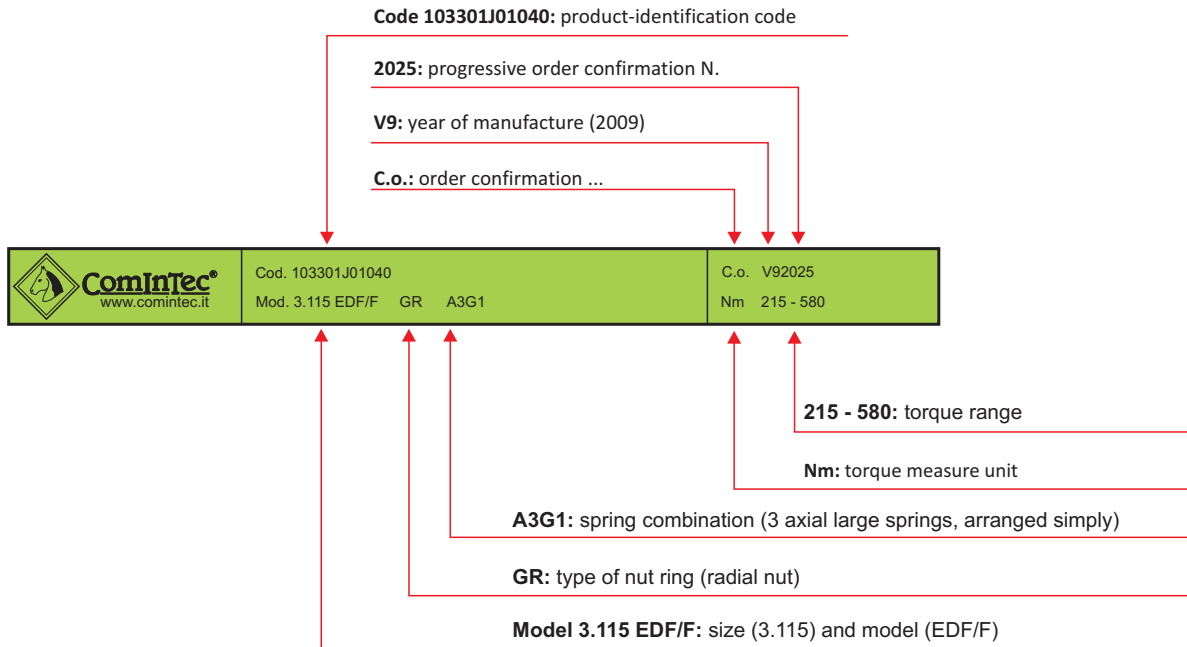 Code 103301J01040: product-identification code
2025: progressive order confirmation N.
V9: year of manufacture (2009)
C.o.: order confirmation ...
ComInTec®
www.comintec.it
Cod. 103301J01040
Mod. 3.115 EDF/F GR A3G1
C.o. V92025
Nm 215 - 580
215 - 580: torque range
Nm: torque measure unit
A3G1: spring combination (3 axial large springs, arranged simply)
GR: type of nut ring (radial nut)
Model 3.115 EDF/F: size (3.115) and model (EDF/F)